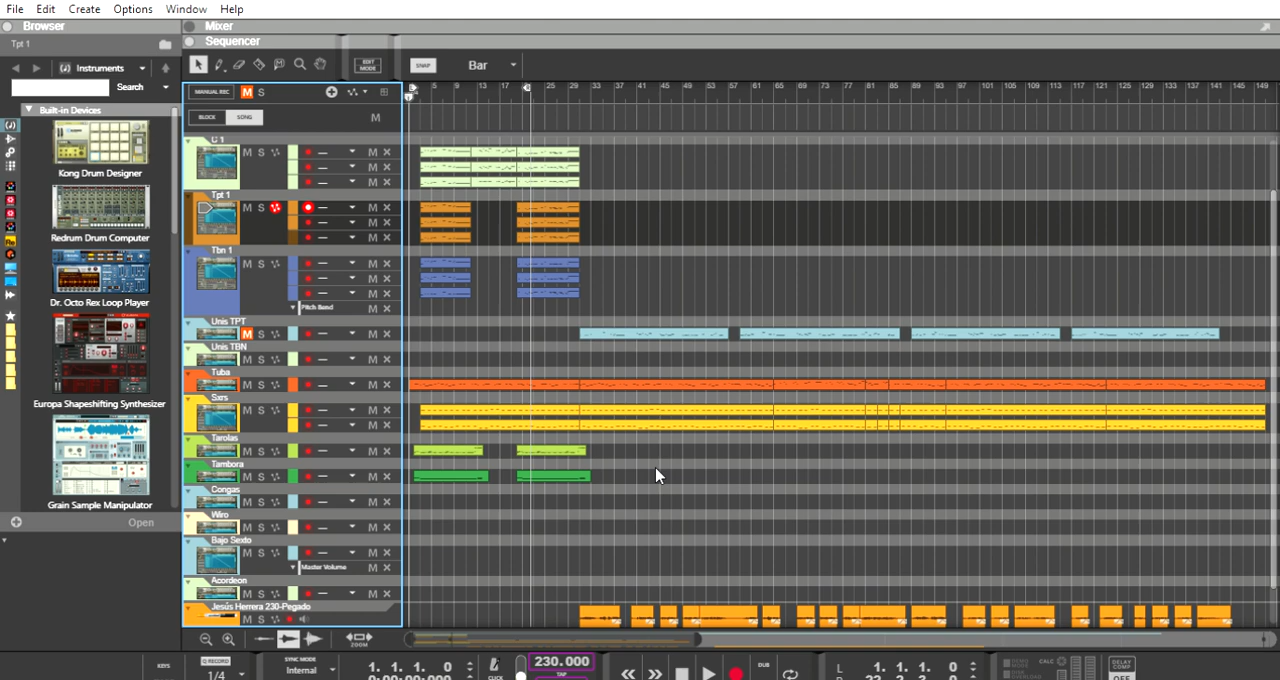 File Edit Create Options Window Help
Browser
Mixer
Tpt 1
Sequencer
Instruments
EDIT MODE
SNAP
Bar
Search
MANUAL REC
M S
5 9 13 17 25 29 33 37 41 45 49 53 57 61 65 69 73 77 81 85 89 93 97 101 105 109 113 117 121 125 129 133 137 141 145 149
Built-in Devices
BLOCK SONG
M
Kong Drum Designer
Redrum Drum Computer
Dr. Octo Rex Loop Player
Europa Shapeshifting Synthesizer
Grain Sample Manipulator
Open
C 1
M S M
M
M
Tpt 1
M S M
M
M
Tbn 1
M S M
M
M
Pitch Bend M
Unis TPT
M S M
Unis TBN
M S M
Tuba
M S M
Sxrs
M S M
M
Tarolas
M S M
Tambora
M S M
Congas
M S M
Wiro
M S M
Bajo Sexto
M S M
Master Volume M
Acordeon
M S M
Jesús Herrera 230-Pegado
M S
ZOOM
KEYS
Q RECORD
1/4
SYNC MODE
Internal
1. 1. 1. 0
CLICK
230.000
TAP
DUB
L 1. 1. 1. 0
CALC
DELAY COMP
OFF